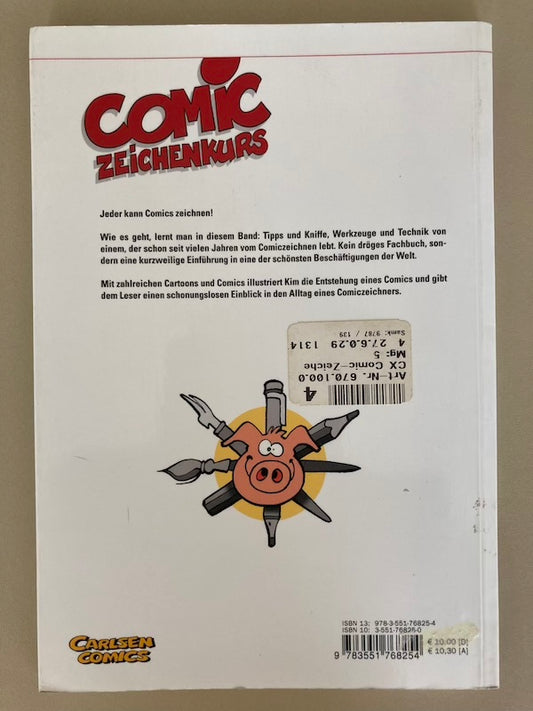 COMIC
ZEICHENKURS
Jeder kann Comics zeichnen!
Wie es geht, lernt man in diesem Band: Tipps und Kniffe, Werkzeuge und Technik von
einem, der schon seit vielen Jahren vom Comiczeichnen lebt. Kein dröges Fachbuch, son-
dern eine kurzweilige Einführung in eine der schönsten Beschäftigungen der Welt.
Mit zahlreichen Cartoons und Comics illustriert Kim die Entstehung eines Comics und gibt
dem Leser einen schonungslosen Einblick in den Alltag eines Comiczeichners.
4
Art-Nr. 670.100.0
CX Comic-Zeiche
Mg: 5
4 27.6.0.29 1314
Samk: 9787 / 139
CARLSEN
COMICS
ISBN 13: 978-3-551-76825-4
ISBN 10: 3-551-76825-0
€ 10.00 [D]
€ 10,30 [A]
9 783551 768254